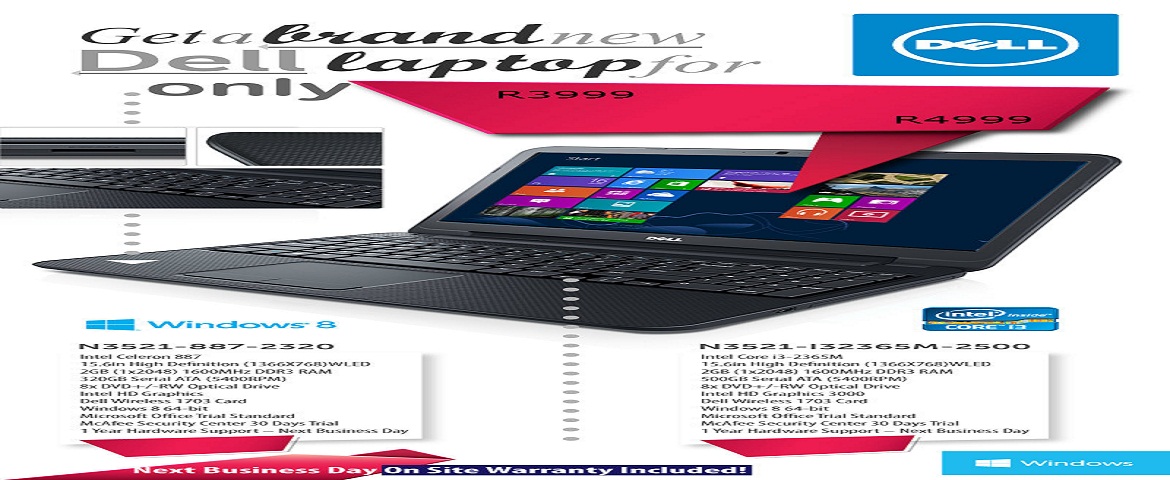 Get a brand new
Dell laptop for
only
DELL
R3999
R4999
Start
DELL
Windows 8
intel inside
CORE i3
N3521-887-2320
Intel Celeron 887
15.6in High Definition (1366X768)WLED
2GB (1x2048) 1600MHz DDR3 RAM
320GB Serial ATA (5400RPM)
8x DVD+/-RW Optical Drive
Intel HD Graphics
Dell Wireless 1703 Card
Windows 8 64-bit
Microsoft Office Trial Standard
McAfee Security Center 30 Days Trial
1 Year Hardware Support – Next Business Day
N3521-I32365M-2500
Intel Core i3-2365M
15.6in High Definition (1366X768)WLED
2GB (1x2048) 1600MHz DDR3 RAM
500GB Serial ATA (5400RPM)
8x DVD+/-RW Optical Drive
Intel HD Graphics 3000
Dell Wireless 1703 Card
Windows 8 64-bit
Microsoft Office Trial Standard
McAfee Security Center 30 Days Trial
1 Year Hardware Support – Next Business Day
Next Business Day On Site Warranty Included!
Windows